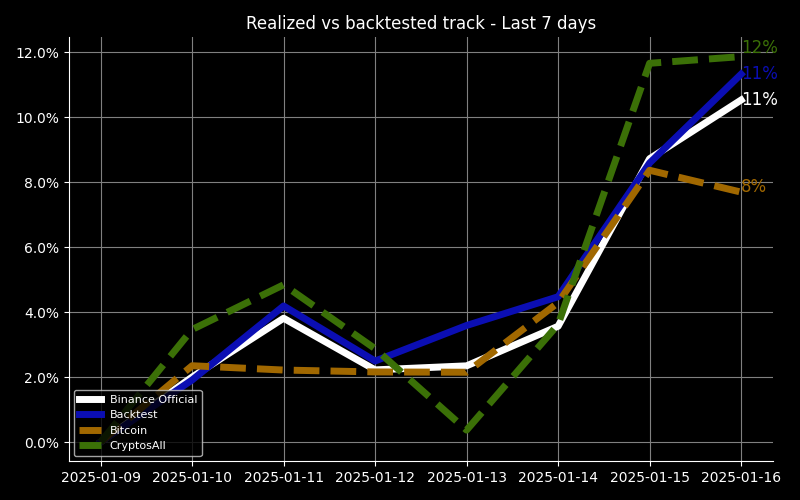 Realized vs backtested track - Last 7 days
12.0%
10.0%
8.0%
6.0%
4.0%
2.0%
0.0%
12%
11%
11%
8%
Binance Official
Backtest
Bitcoin
CryptosAll
2025-01-09 2025-01-10 2025-01-11 2025-01-12 2025-01-13 2025-01-14 2025-01-15 2025-01-16